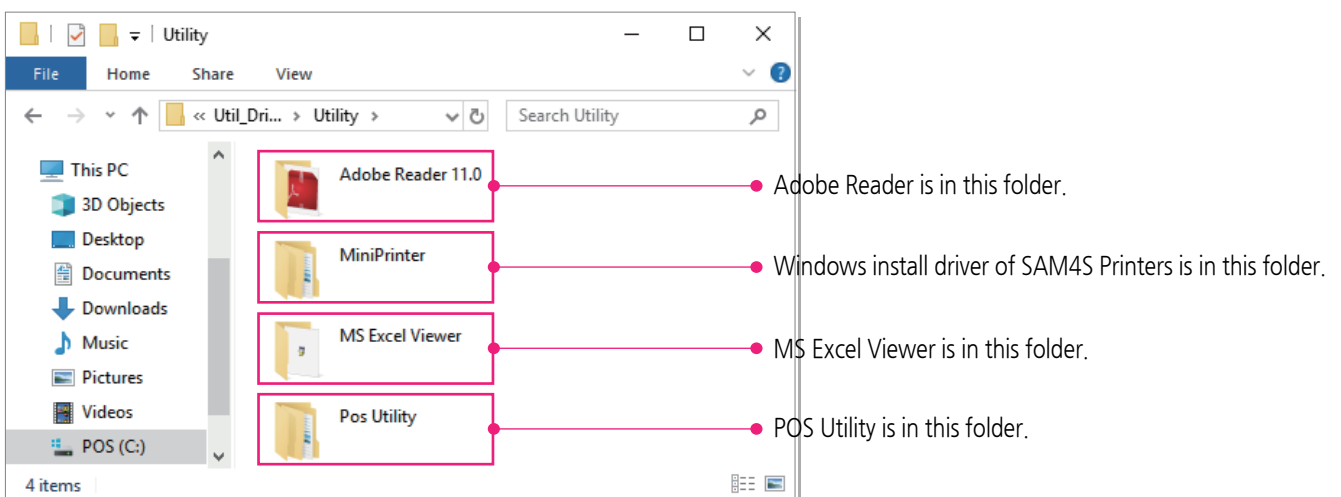 Utility
File Home Share View
« Util_Dri... > Utility > Search Utility
This PC
3D Objects
Desktop
Documents
Downloads
Music
Pictures
Videos
POS (C:)
Adobe Reader 11.0
Adobe Reader is in this folder.
MiniPrinter
Windows install driver of SAM4S Printers is in this folder.
MS Excel Viewer
MS Excel Viewer is in this folder.
Pos Utility
POS Utility is in this folder.
4 items